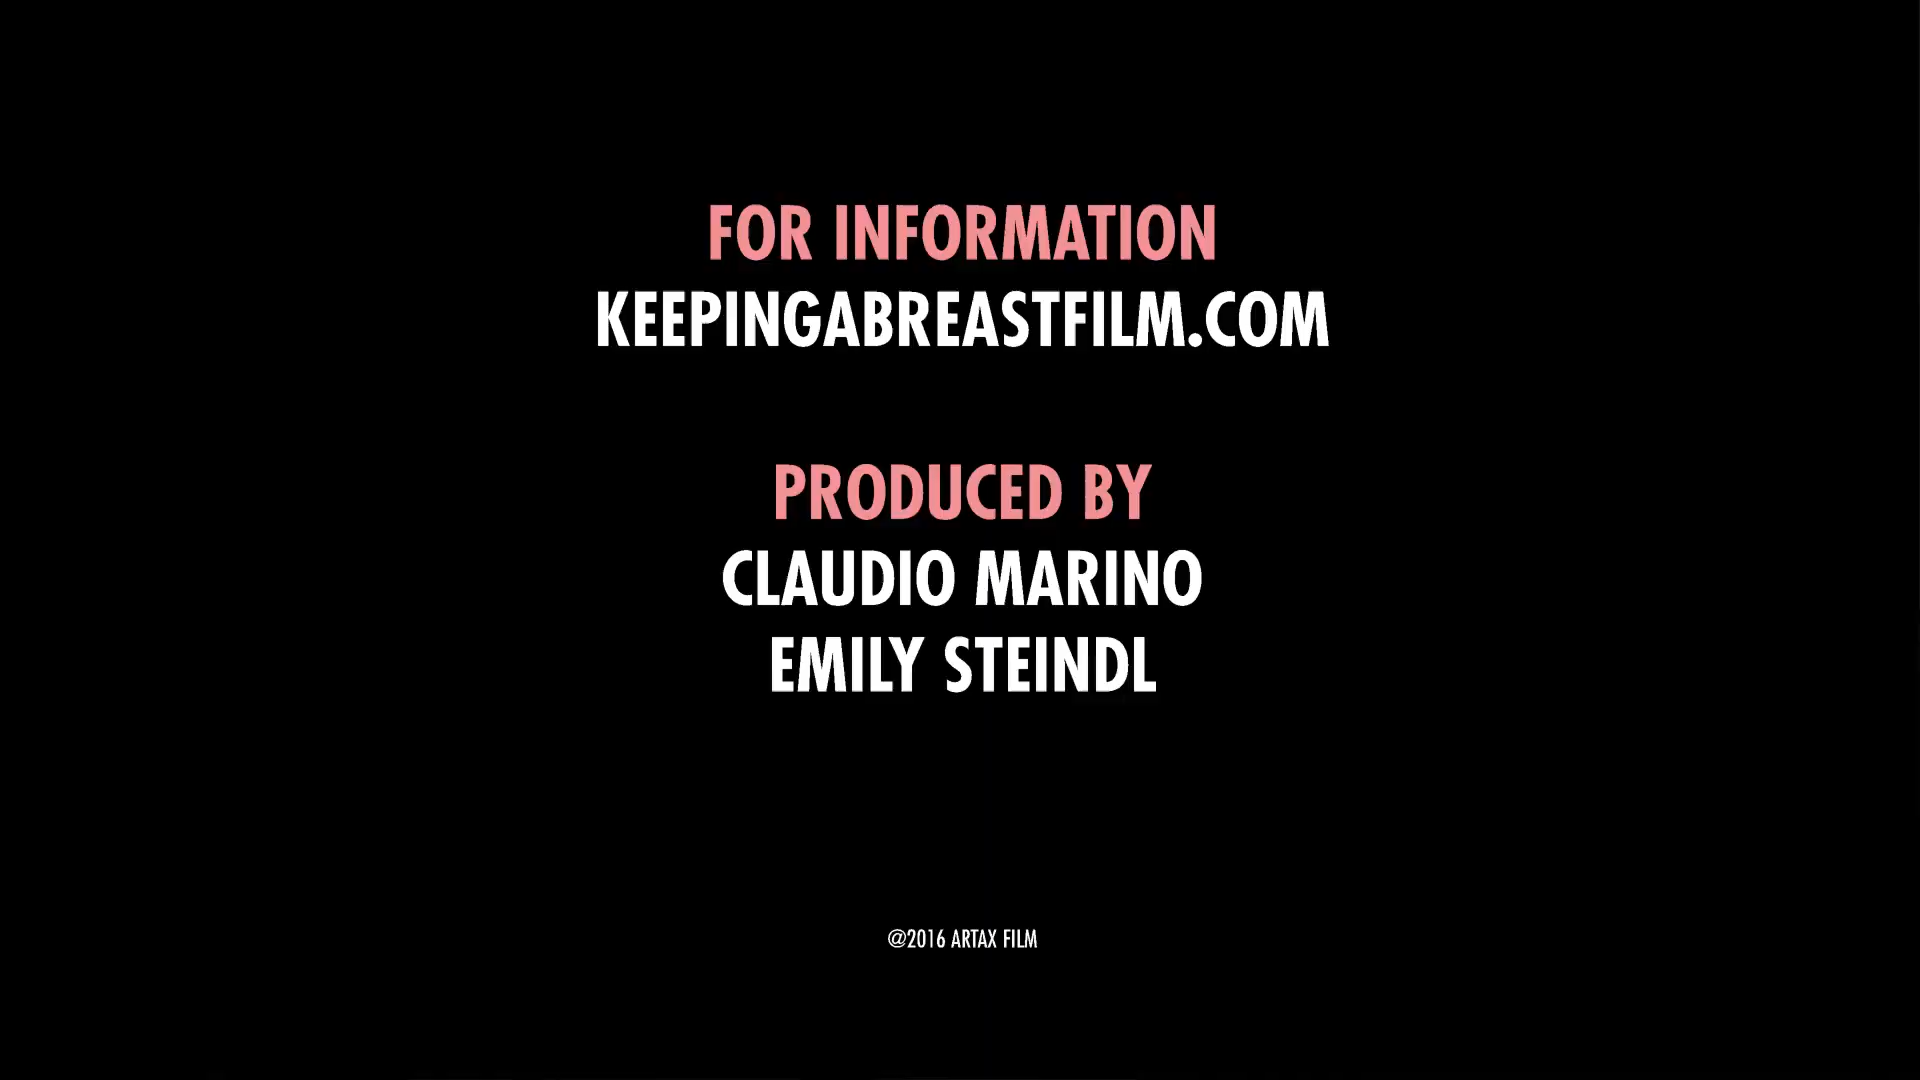 FOR INFORMATION
KEEPINGABREASTFILM.COM
PRODUCED BY
CLAUDIO MARINO
EMILY STEINDL
@2016 ARTAX FILM